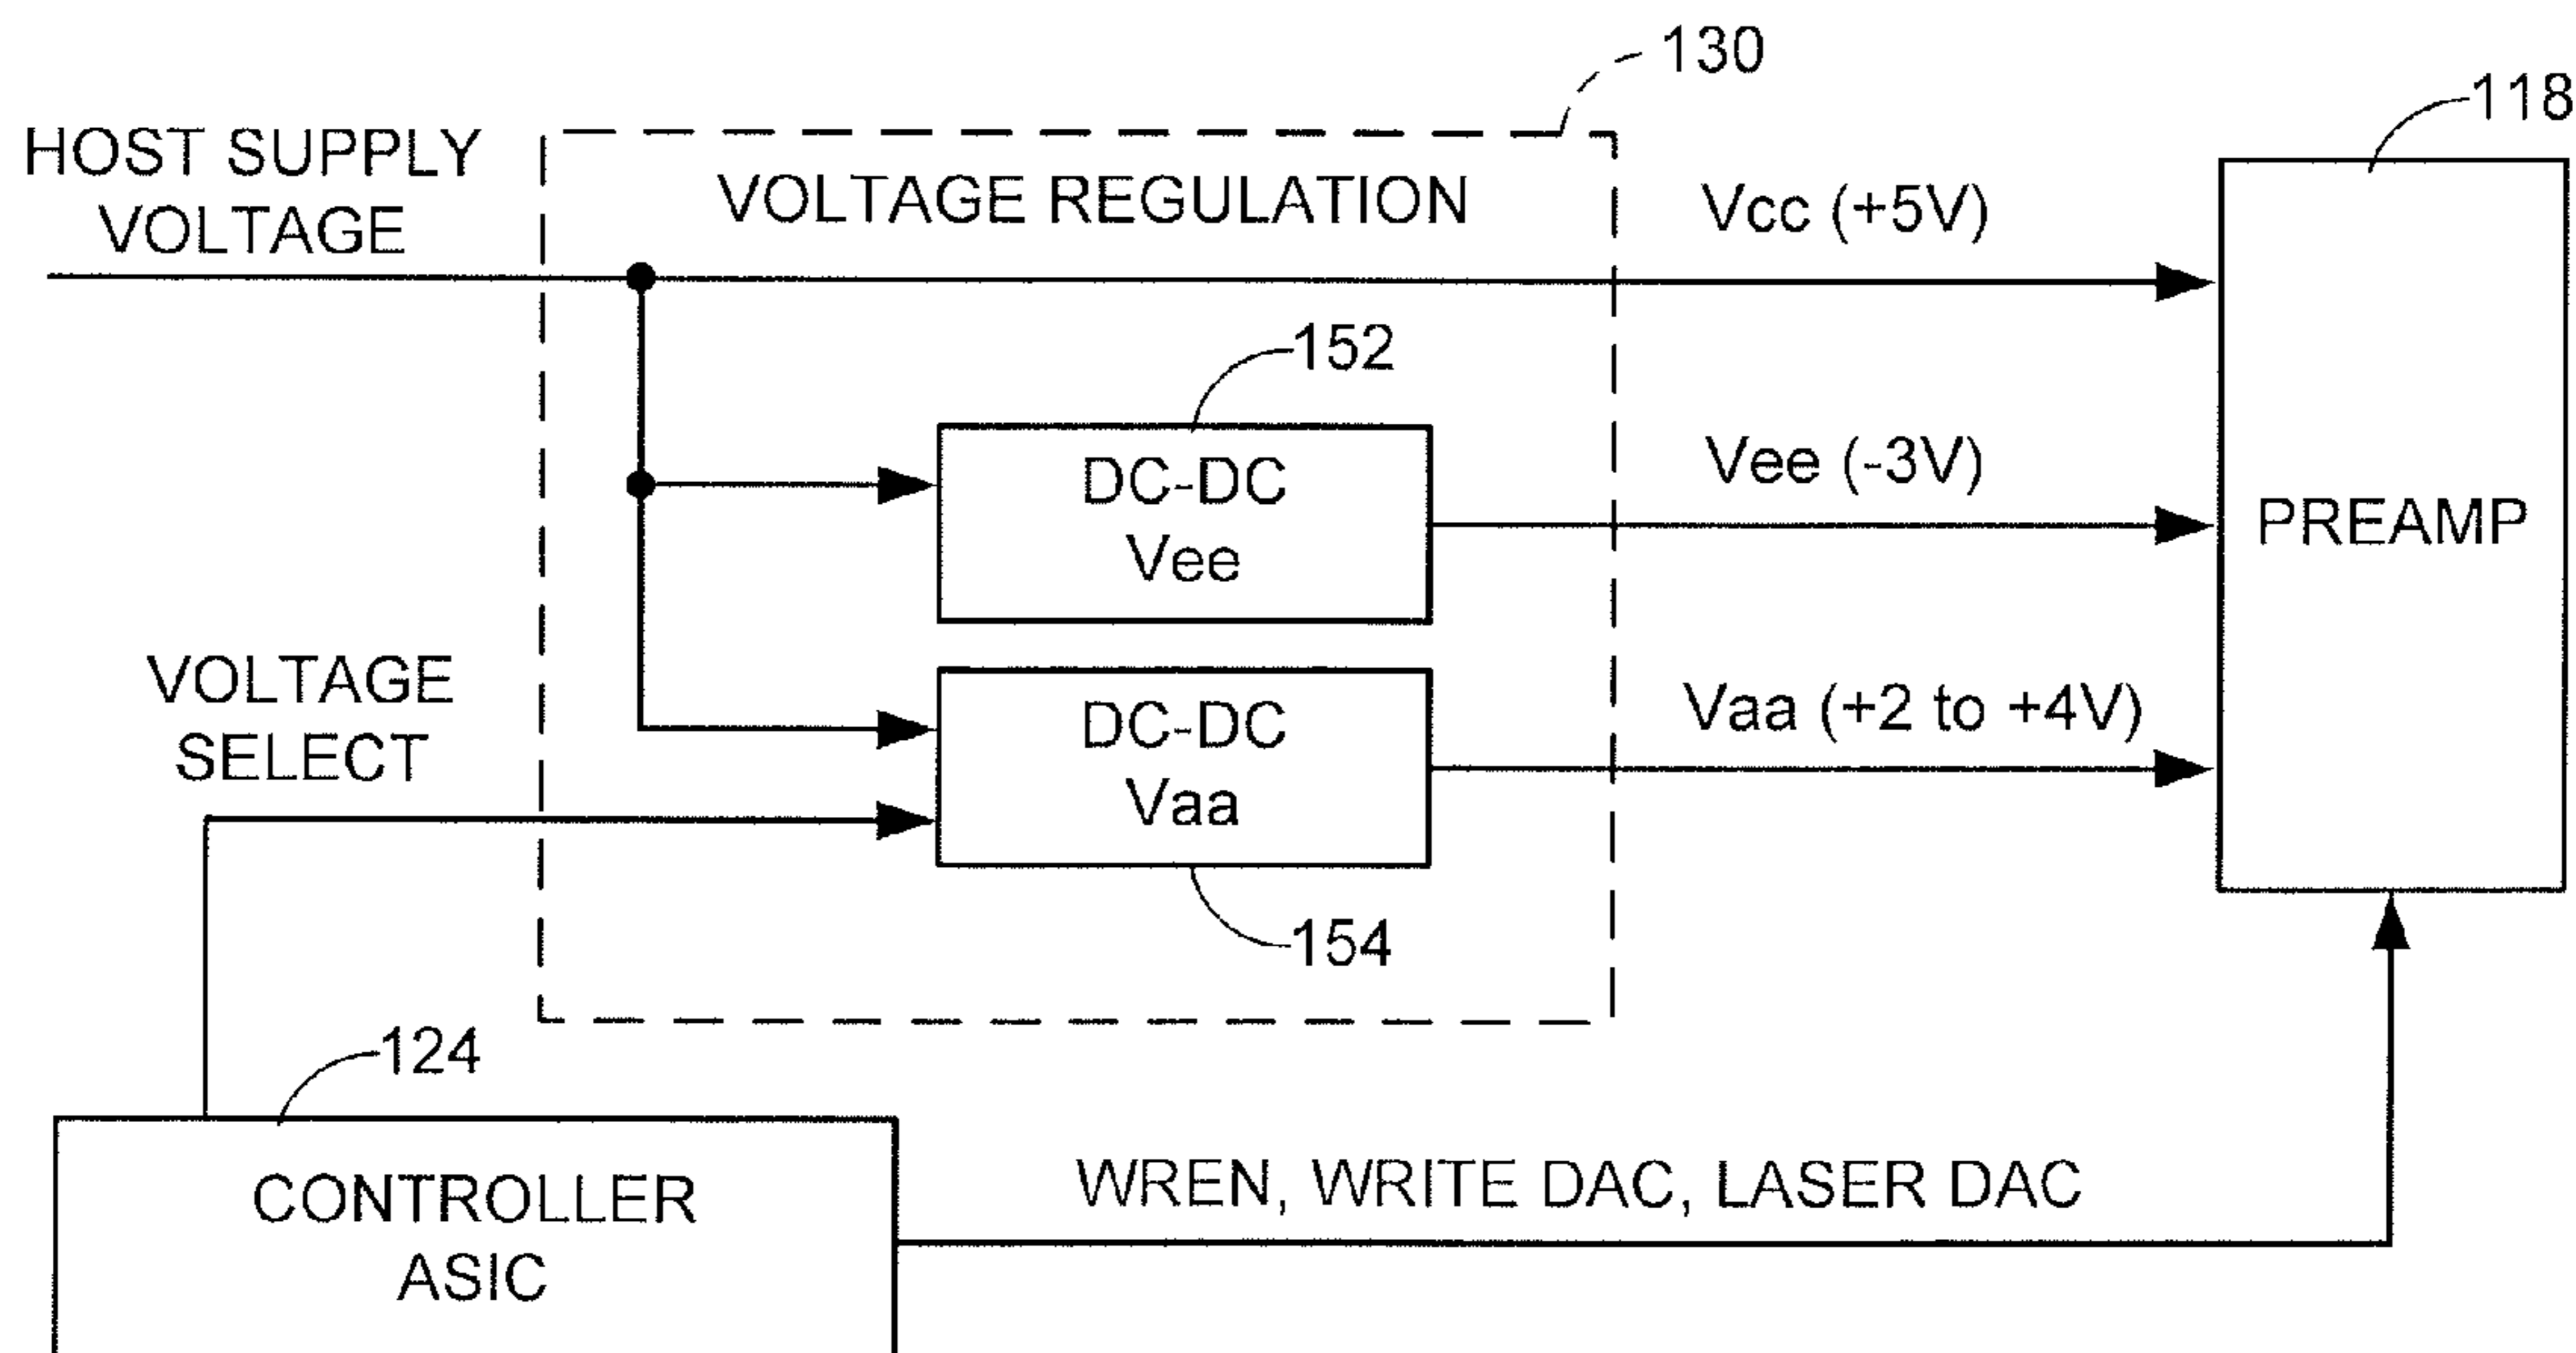 130
118
HOST SUPPLY
VOLTAGE
VOLTAGE REGULATION
Vcc (+5V)
152
DC-DC
Vee
Vee (-3V)
PREAMP
VOLTAGE
SELECT
DC-DC
Vaa
Vaa (+2 to +4V)
154
124
CONTROLLER
ASIC
WREN, WRITE DAC, LASER DAC